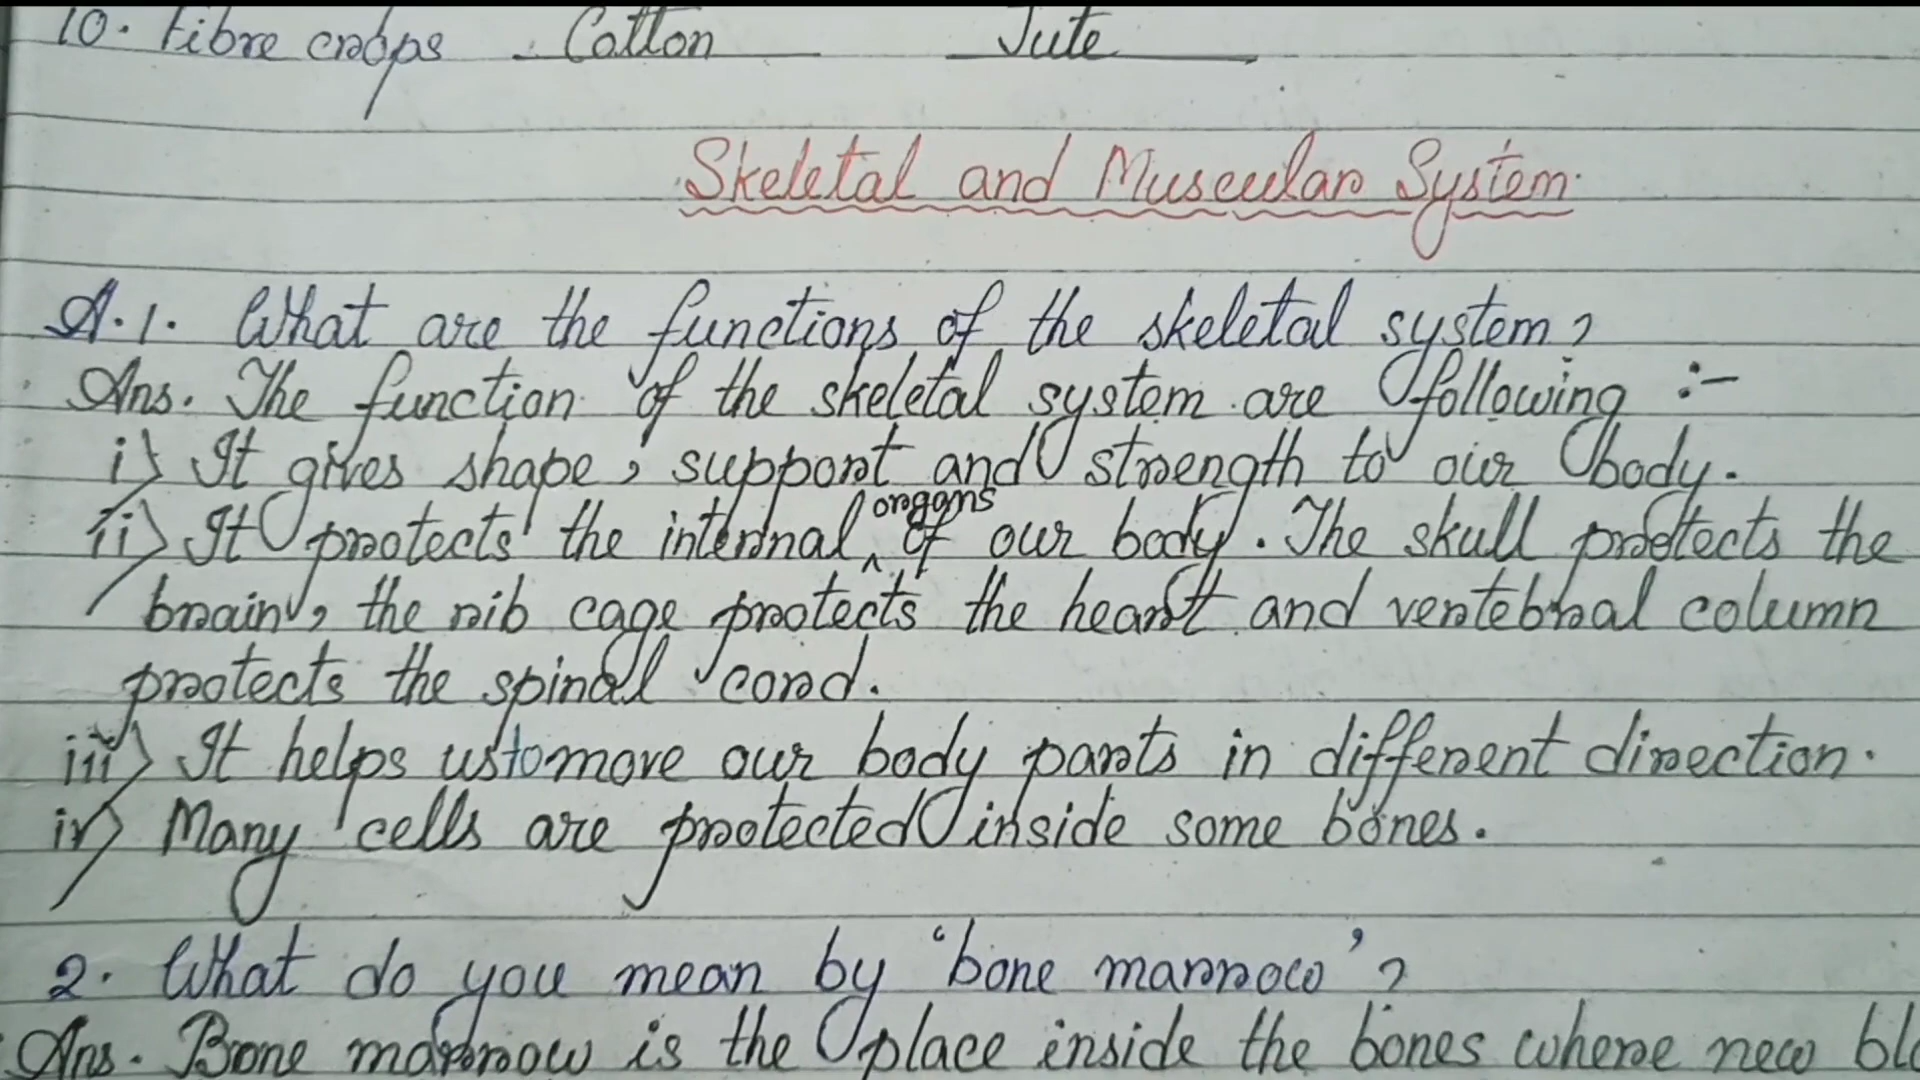 10. Fibre crops - Cotton Jute
Skeletal and Muscular System
A.1. What are the functions of the skeletal system?
Ans. The function of the skeletal system are following :-
i) It gives shape, support and strength to our body.
ii) It protects the internal organs of our body. The skull protects the
brain, the rib cage protects the heart and vertebral column
protects the spinal cord.
iii) It helps us to move our body parts in different direction.
iv) Many cells are protected inside some bones.
2. What do you mean by 'bone marrow'?
Ans. Bone marrow is the place inside the bones where new